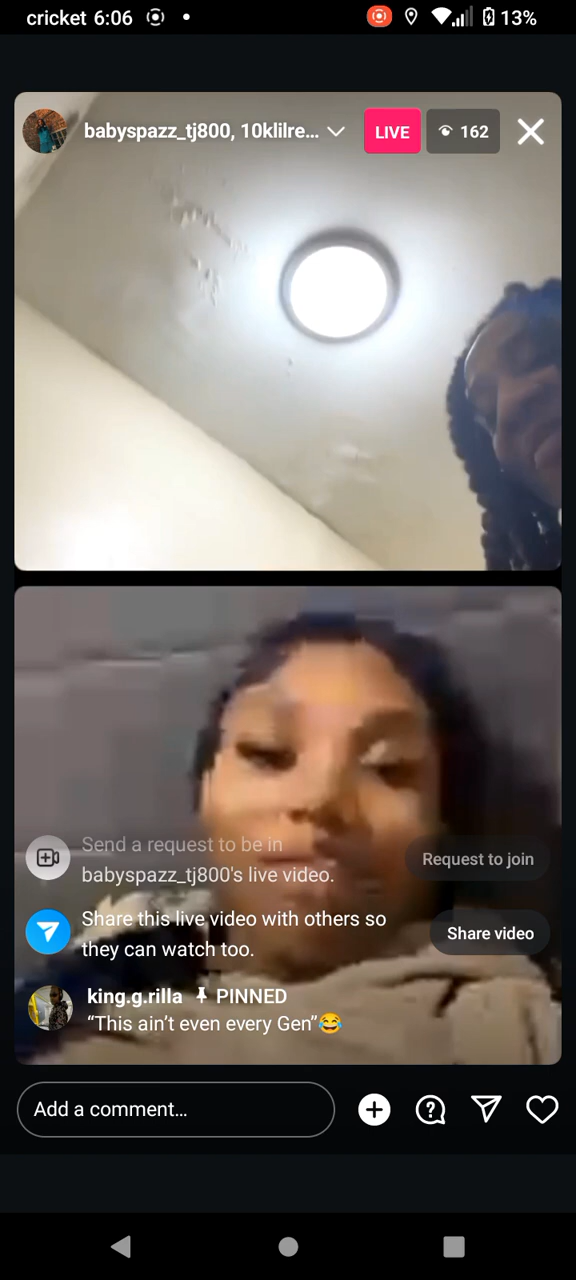 cricket 6:06 13%
babyspazz_tj800, 10klilre... LIVE 162
Send a request to be in
babyspazz_tj800's live video.
Request to join
Share this live video with others so
they can watch too.
Share video
king.g.rilla PINNED
“This ain't even every Gen”😂
Add a comment...